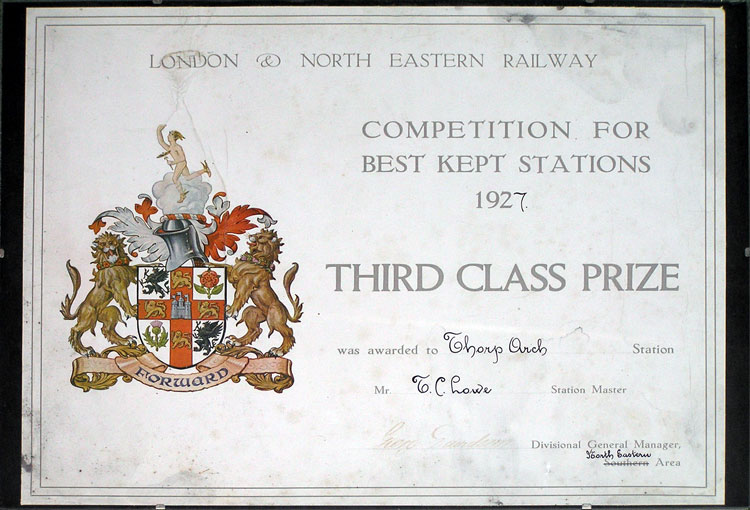 LONDON & NORTH EASTERN RAILWAY
COMPETITION FOR
BEST KEPT STATIONS
1927.
THIRD CLASS PRIZE
was awarded to Thorp Arch Station
Mr. T. C. Lowe Station Master
FORWARD
Divisional General Manager,
North Eastern
Southern Area